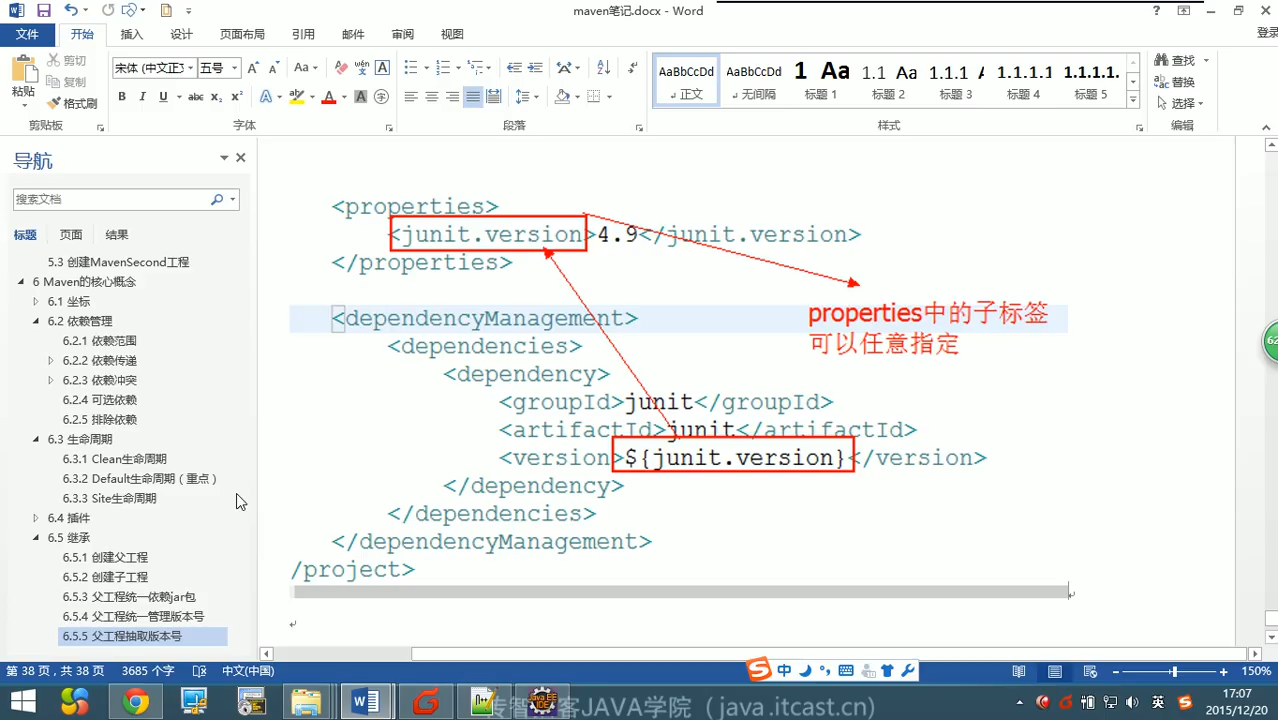 maven笔记.docx - Word
登录
文件
开始
插入
设计
页面布局
引用
邮件
审阅
视图
粘贴
剪切
复制
格式刷
剪贴板
宋体 (中文正3
五号
字体
段落
AaBbCcDd
正文
AaBbCcDd
无间隔
1 Aa
标题 1
1.1 Aa
标题 2
1.1.1 A
标题 3
1.1.1.1
标题 4
1.1.1.1.
标题 5
样式
查找
替换
选择
编辑
导航
搜索文档
标题
页面
结果
5.3 创建MavenSecond工程
6 Maven的核心概念
6.1 坐标
6.2 依赖管理
6.2.1 依赖范围
6.2.2 依赖传递
6.2.3 依赖冲突
6.2.4 可选依赖
6.2.5 排除依赖
6.3 生命周期
6.3.1 Clean生命周期
6.3.2 Default生命周期（重点）
6.3.3 Site生命周期
6.4 插件
6.5 继承
6.5.1 创建父工程
6.5.2 创建子工程
6.5.3 父工程统一依赖jar包
6.5.4 父工程统一管理版本号
6.5.5 父工程抽取版本号
<properties>
<junit.version>4.9</junit.version>
</properties>
properties中的子标签
可以任意指定
<dependencyManagement>
<dependencies>
<dependency>
<groupId>junit</groupId>
<artifactId>junit</artifactId>
<version>${junit.version}</version>
</dependency>
</dependencies>
</dependencyManagement>
/project>
第 38 页，共 38 页
3685 个字
中文(中国)
中
150%
英
17:07
2015/12/20
客JAVA学院（java.itcast.cn）